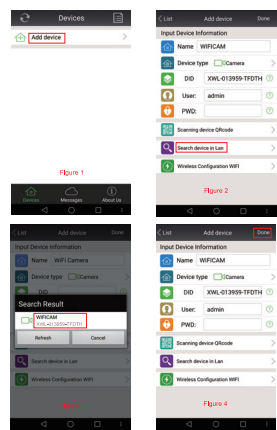 Devices
Add device
Figure 1
Devices
Messages
About Us
List
Add device
Done
Input Device Information
Name WIFICAM
Device type Camera
DID XWL-013959-TFDTH
User: admin
PWD:
Scanning device QRcode
Search device in Lan
Wireless Configuration WIFI
Figure 2
List
Add device
Done
Input Device Information
Name WiFi Camera
Device type Camera
DID
Search Result
WIFICAM
XWL-013959-TFDTH
Refresh
Cancel
Search device in Lan
Wireless Configuration WIFI
List
Add device
Done
Input Device Information
Name WIFICAM
Device type Camera
DID XWL-013959-TFDTH
User: admin
PWD:
Scanning device QRcode
Search device in Lan
Wireless Configuration WIFI
Figure 4